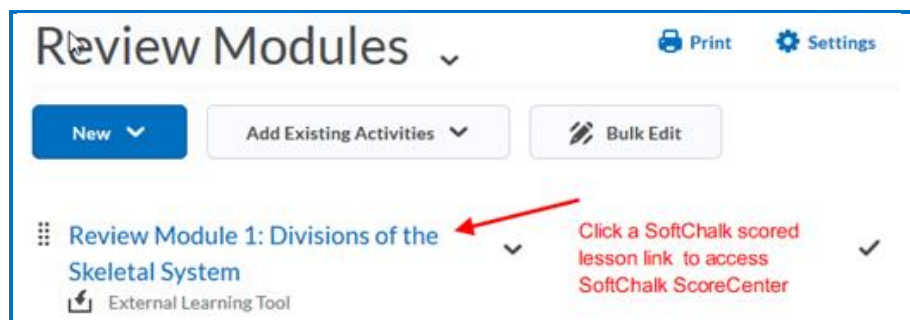 Review Modules
Print
Settings
New
Add Existing Activities
Bulk Edit
Review Module 1: Divisions of the
Skeletal System
External Learning Tool
Click a SoftChalk scored
lesson link to access
SoftChalk ScoreCenter